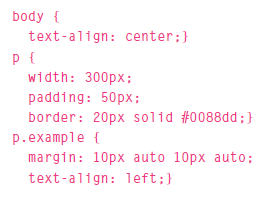 body {
  text-align: center;}
p {
  width: 300px;
  padding: 50px;
  border: 20px solid #0088dd;}
p.example {
  margin: 10px auto 10px auto;
  text-align: left;}